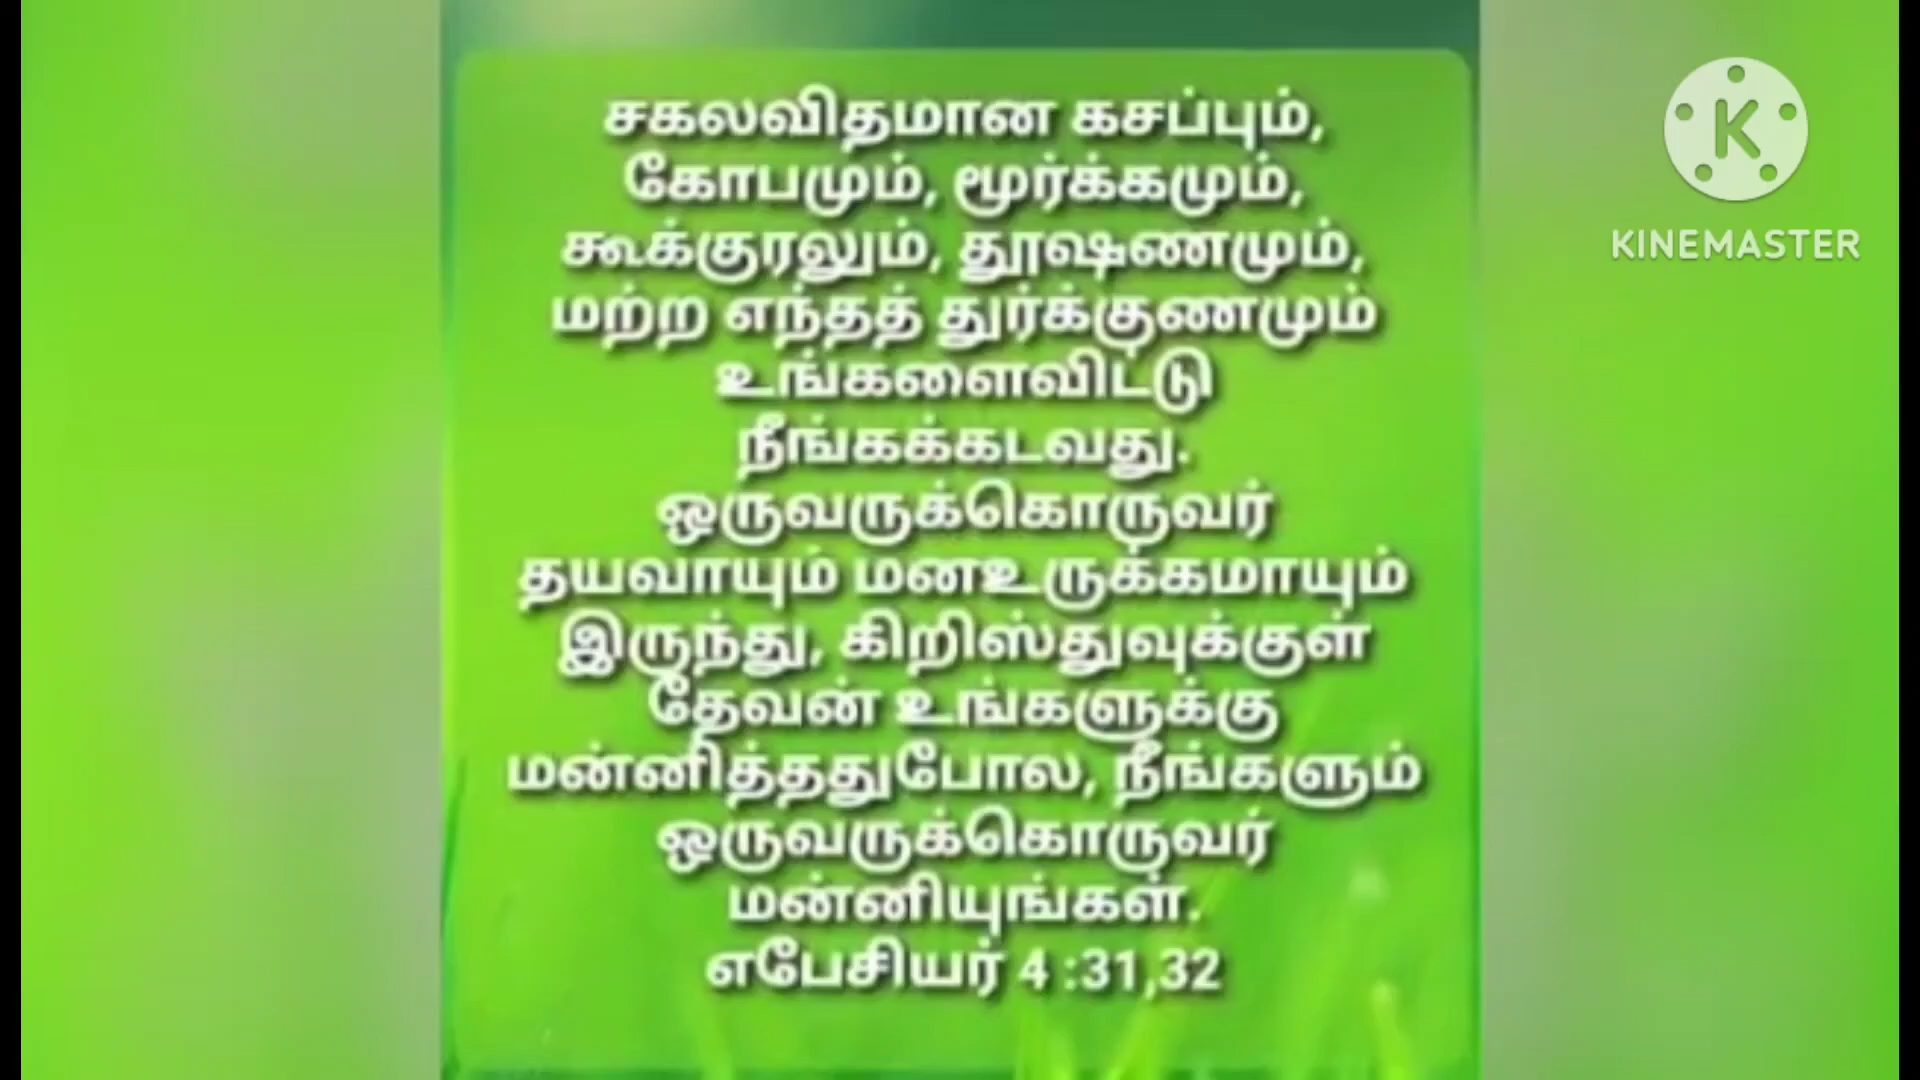 சகலவிதமான கசப்பும்,
கோபமும், மூர்க்கமும்,
கூக்குரலும், தூஷணமும்,
மற்ற எந்தத் துர்க்குணமும்
உங்களைவிட்டு
நீங்கக்கடவது.
ஒருவருக்கொருவர்
தயவாயும் மனஉருக்கமாயும்
இருந்து, கிறிஸ்துவுக்குள்
தேவன் உங்களுக்கு
மன்னித்ததுபோல, நீங்களும்
ஒருவருக்கொருவர்
மன்னியுங்கள்.
எபேசியர் 4 :31,32
K
KINEMASTER